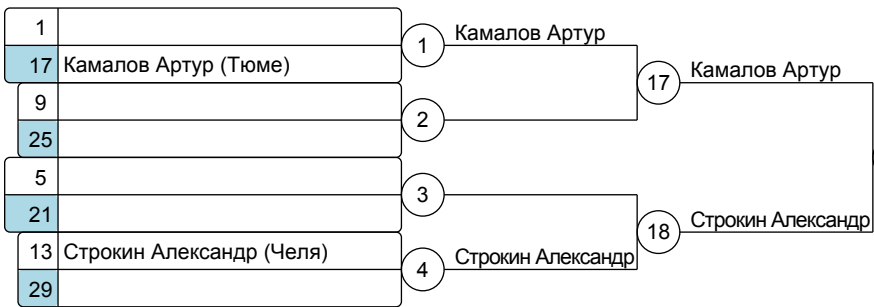 1
17 Камалов Артур (Тюме)
9
25
5
21
13 Строкин Александр (Челя)
29
1 Камалов Артур
2
3
4 Строкин Александр
17 Камалов Артур
18 Строкин Александр